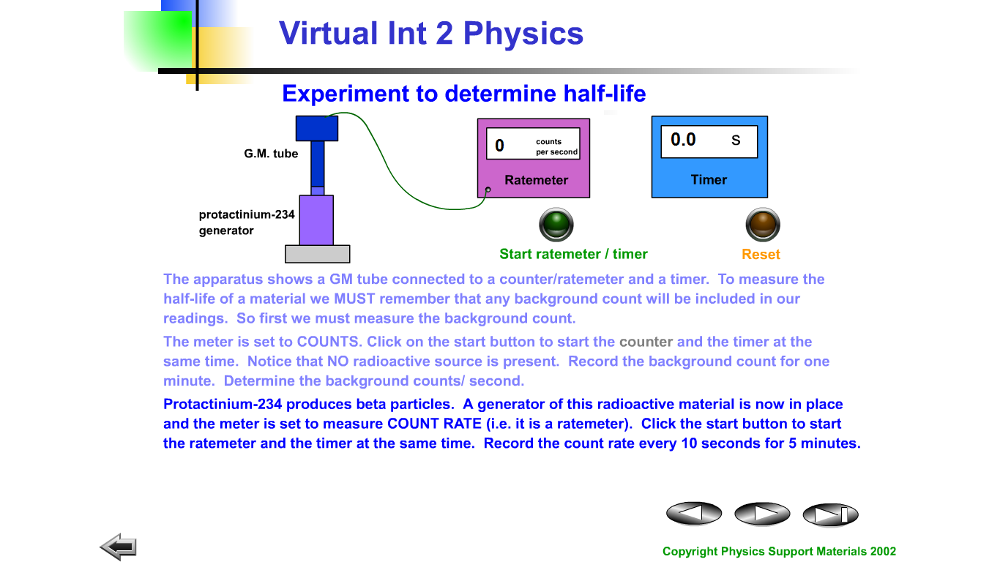 Virtual Int 2 Physics
Experiment to determine half-life
G.M. tube
protactinium-234
generator
0
counts
per second
Ratemeter
0.0 S
Timer
Start ratemeter / timer
Reset
The apparatus shows a GM tube connected to a counter/ratemeter and a timer. To measure the
half-life of a material we MUST remember that any background count will be included in our
readings. So first we must measure the background count.
The meter is set to COUNTS. Click on the start button to start the counter and the timer at the
same time. Notice that NO radioactive source is present. Record the background count for one
minute. Determine the background counts/ second.
Protactinium-234 produces beta particles. A generator of this radioactive material is now in place
and the meter is set to measure COUNT RATE (i.e. it is a ratemeter). Click the start button to start
the ratemeter and the timer at the same time. Record the count rate every 10 seconds for 5 minutes.
Copyright Physics Support Materials 2002